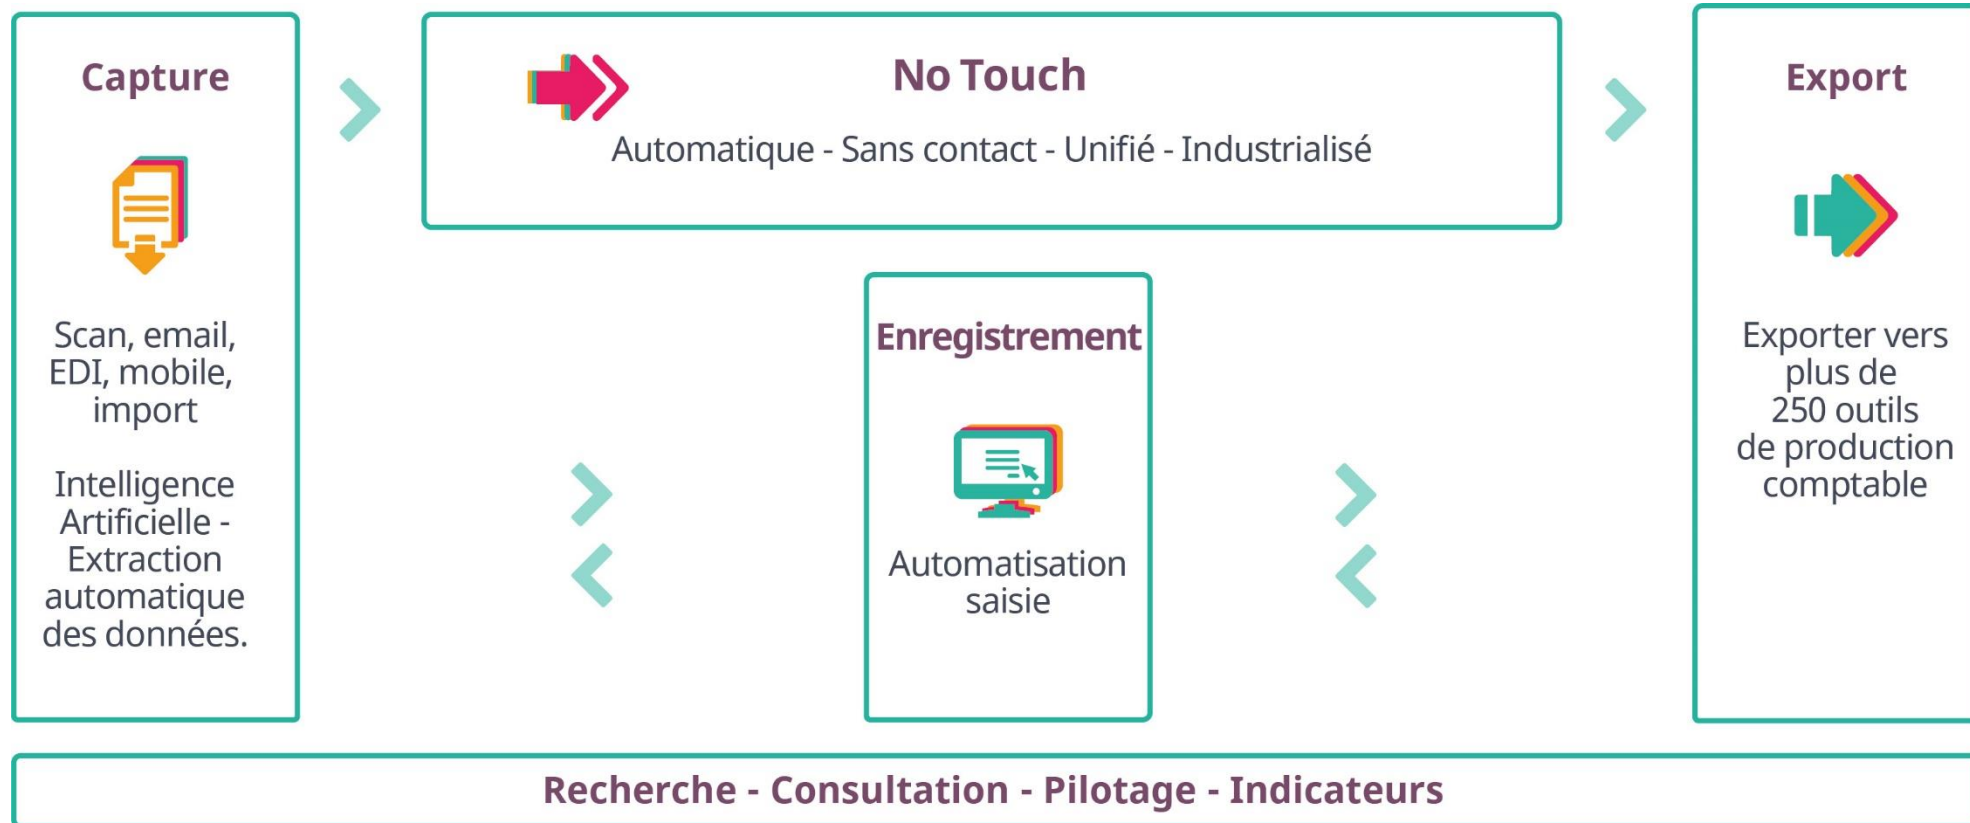 Capture
Scan, email,
EDI, mobile,
import
Intelligence
Artificielle -
Extraction
automatique
des données.
No Touch
Automatique - Sans contact - Unifié - Industrialisé
Enregistrement
Automatisation
saisie
Export
Exporter vers
plus de
250 outils
de production
comptable
Recherche - Consultation - Pilotage - Indicateurs